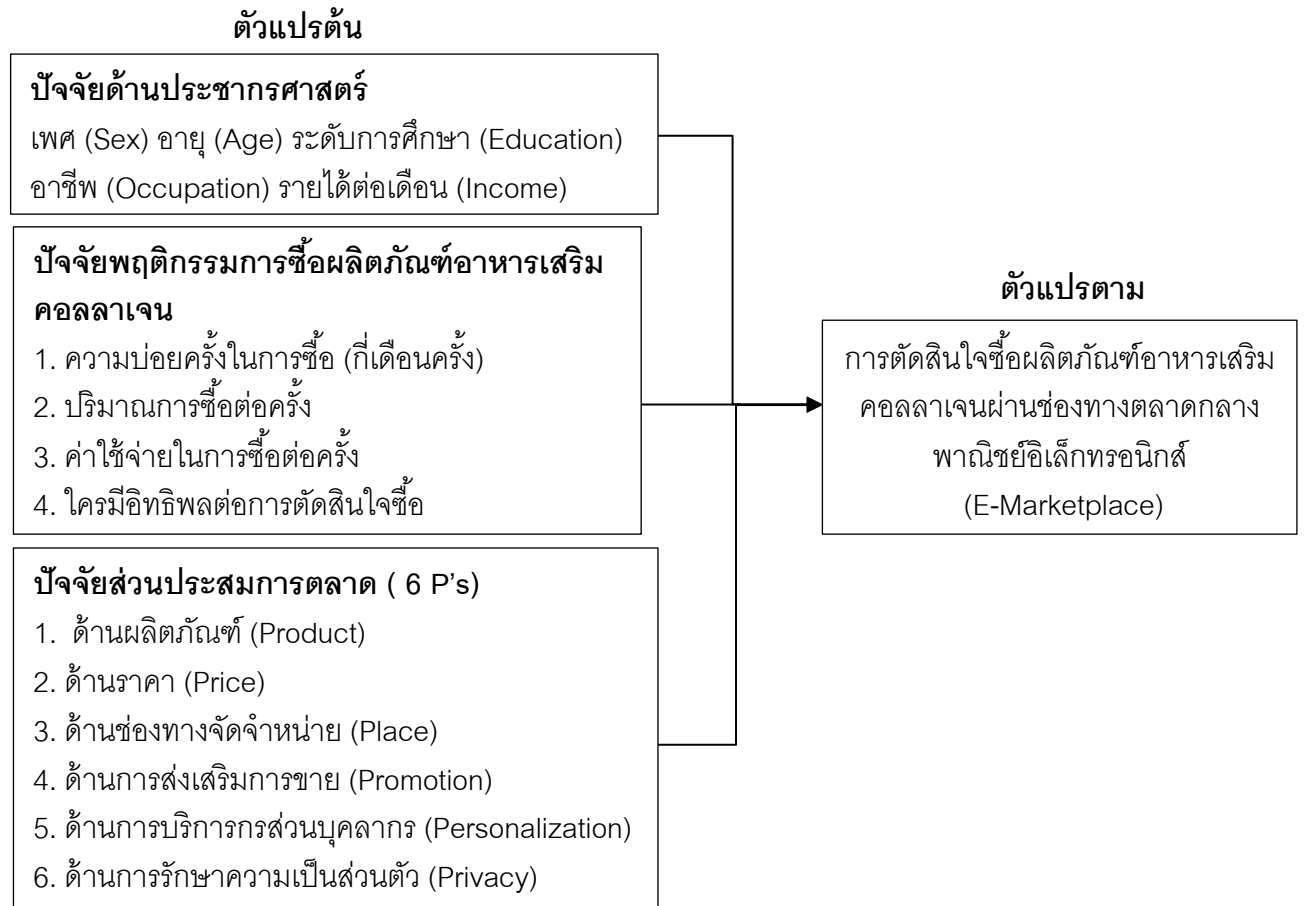 ตัวแปรต้น
ปัจจัยด้านประชากรศาสตร์
เพศ (Sex) อายุ (Age) ระดับการศึกษา (Education)
อาชีพ (Occupation) รายได้ต่อเดือน (Income)
ปัจจัยพฤติกรรมการซื้อผลิตภัณฑ์อาหารเสริม
คอลลาเจน
1. ความบ่อยครั้งในการซื้อ (กี่เดือนครั้ง)
2. ปริมาณการซื้อต่อครั้ง
3. ค่าใช้จ่ายในการซื้อต่อครั้ง
4. ใครมีอิทธิพลต่อการตัดสินใจซื้อ
ปัจจัยส่วนประสมการตลาด ( 6 P’s)
1. ด้านผลิตภัณฑ์ (Product)
2. ด้านราคา (Price)
3. ด้านช่องทางจัดจำหน่าย (Place)
4. ด้านการส่งเสริมการขาย (Promotion)
5. ด้านการบริการกรส่วนบุคลากร (Personalization)
6. ด้านการรักษาความเป็นส่วนตัว (Privacy)
ตัวแปรตาม
การตัดสินใจซื้อผลิตภัณฑ์อาหารเสริม
คอลลาเจนผ่านช่องทางตลาดกลาง
พาณิชย์อิเล็กทรอนิกส์
(E-Marketplace)